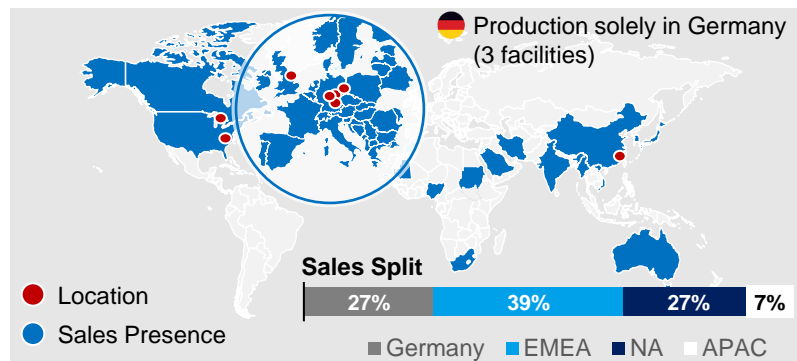 Production solely in Germany
(3 facilities)
Sales Split
Location
27% 39% 27% 7%
Sales Presence
Germany EMEA NA APAC